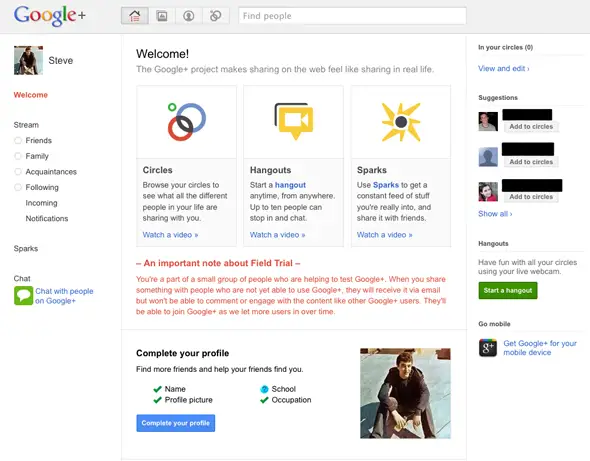 Google+
Find people
Steve
Welcome
Stream
Friends
Family
Acquaintances
Following
Incoming
Notifications
Sparks
Chat
Chat with people
on Google+
Welcome!
The Google+ project makes sharing on the web feel like sharing in real life.
Circles
Browse your circles to
see what all the different
people in your life are
sharing with you.
Watch a video »
Hangouts
Start a hangout
anytime, from anywhere.
Up to ten people can
stop in and chat.
Watch a video »
Sparks
Use Sparks to get a
constant feed of stuff
you're really into, and
share it with friends.
Watch a video »
– An important note about Field Trial –
You're a part of a small group of people who are helping to test Google+. When you share
something with people who are not yet able to use Google+, they will receive it via email
but won't be able to comment or engage with the content like other Google+ users. They'll
be able to join Google+ as we let more users in over time.
Complete your profile
Find more friends and help your friends find you.
Name
School
Profile picture
Occupation
Complete your profile
In your circles (0)
View and edit ›
Suggestions
Add to circles
Add to circles
Add to circles
Show all ›
Hangouts
Have fun with all your circles
using your live webcam.
Start a hangout
Go mobile
g+
Get Google+ for your
mobile device